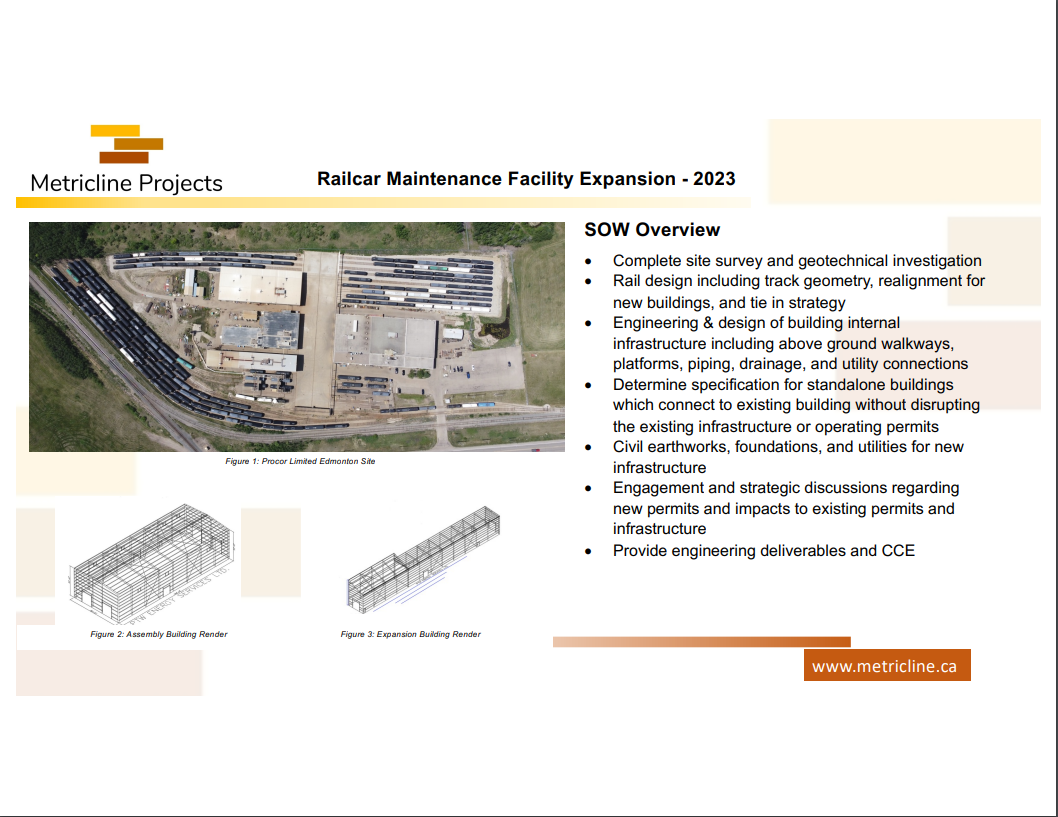 Metricline Projects
Railcar Maintenance Facility Expansion - 2023
Figure 1: Procor Limited Edmonton Site
PTW ENERGY SERVICES LTD.
Figure 2: Assembly Building Render
Figure 3: Expansion Building Render
SOW Overview
• Complete site survey and geotechnical investigation
• Rail design including track geometry, realignment for
new buildings, and tie in strategy
• Engineering & design of building internal
infrastructure including above ground walkways,
platforms, piping, drainage, and utility connections
• Determine specification for standalone buildings
which connect to existing building without disrupting
the existing infrastructure or operating permits
• Civil earthworks, foundations, and utilities for new
infrastructure
• Engagement and strategic discussions regarding
new permits and impacts to existing permits and
infrastructure
• Provide engineering deliverables and CCE
www.metricline.ca